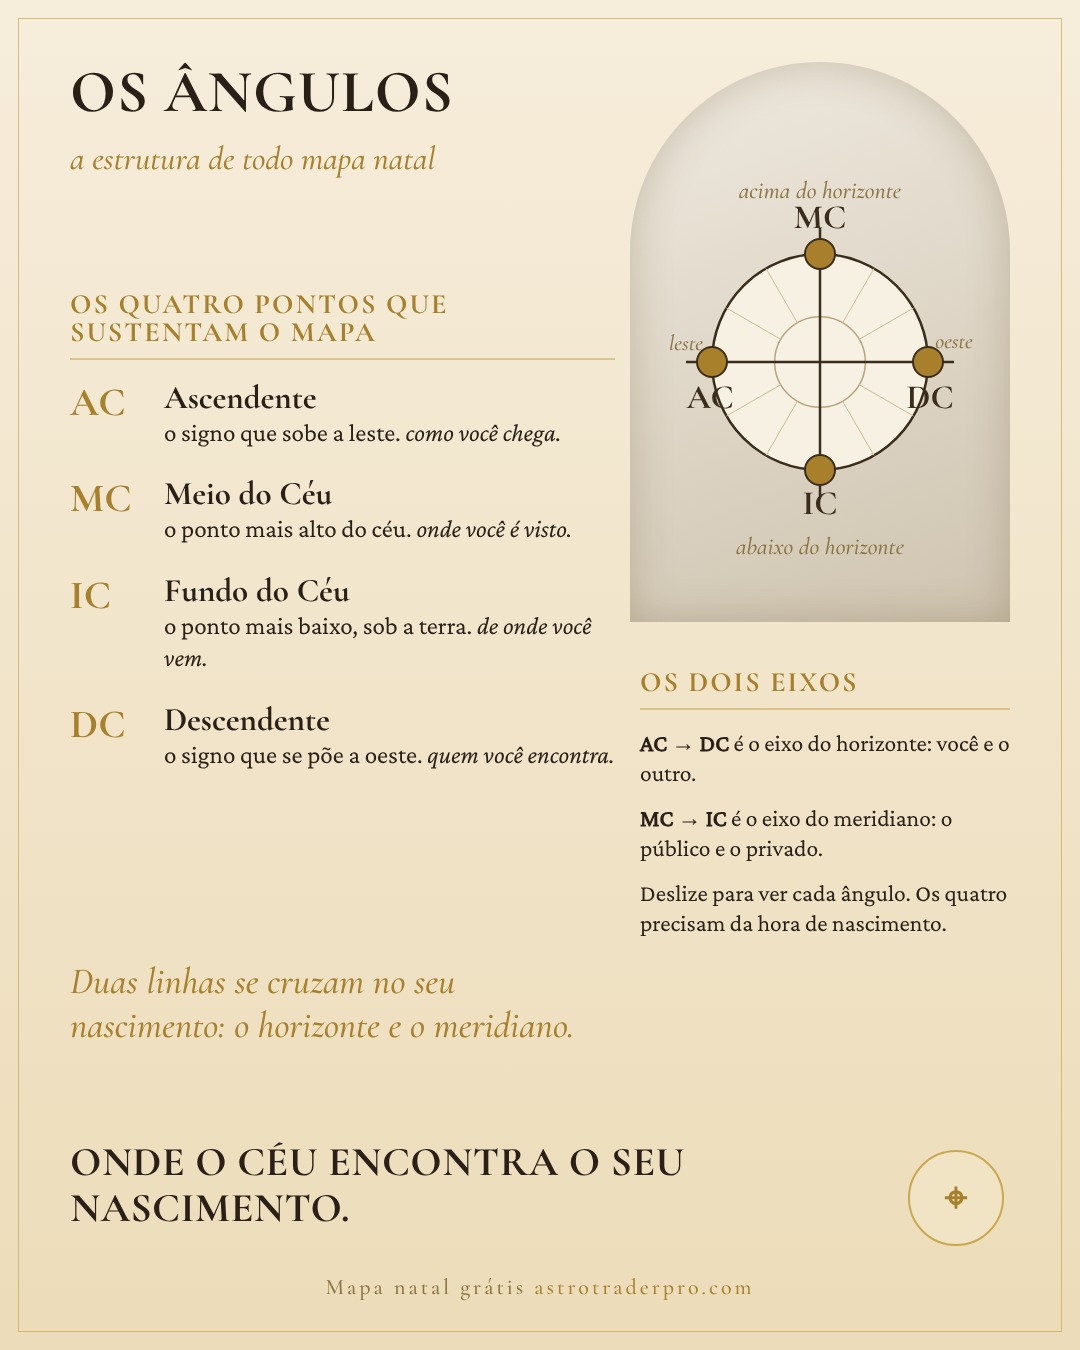 OS ÂNGULOS
a estrutura de todo mapa natal
OS QUATRO PONTOS QUE
SUSTENTAM O MAPA
AC
Ascendente
o signo que sobe a leste. como você chega.
MC
Meio do Céu
o ponto mais alto do céu. onde você é visto.
IC
Fundo do Céu
o ponto mais baixo, sob a terra. de onde você
vem.
DC
Descendente
o signo que se põe a oeste. quem você encontra.
acima do horizonte
MC
leste
oeste
AC
DC
IC
abaixo do horizonte
OS DOIS EIXOS
AC → DC é o eixo do horizonte: você e o
outro.
MC → IC é o eixo do meridiano: o
público e o privado.
Deslize para ver cada ângulo. Os quatro
precisam da hora de nascimento.
Duas linhas se cruzam no seu
nascimento: o horizonte e o meridiano.
ONDE O CÉU ENCONTRA O SEU
NASCIMENTO.
Mapa natal grátis astrotraderpro.com